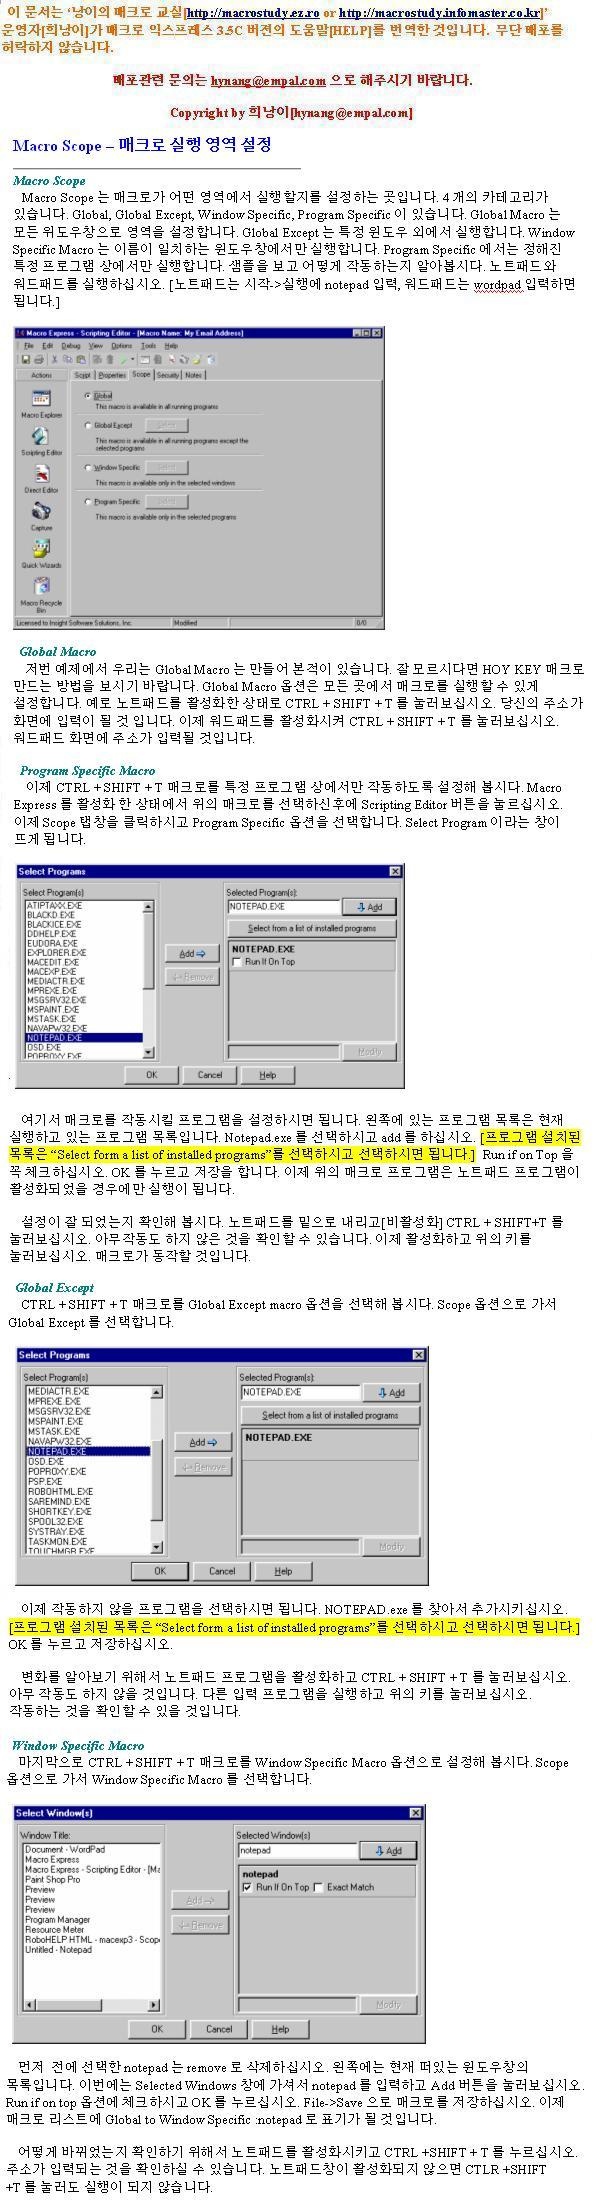 이 문서는 ‘낭이의 매크로 교실[http://macrostudy.ez.ro or http://macrostudy.infomaster.co.kr]’
운영자[희낭이]가 매크로 익스프레스 3.5C 버젼의 도움말[HELP]를 번역한 것입니다. 무단 배포를
허락하지 않습니다.
배포관련 문의는 hynang@empal.com 으로 해주시기 바랍니다.
Copyright by 희낭이[hynang@empal.com]
Macro Scope – 매크로 실행 영역 설정
Macro Scope
Macro Scope 는 매크로가 어떤 영역에서 실행할지를 설정하는 곳입니다. 4 개의 카테고리가
있습니다. Global, Global Except, Window Specific, Program Specific 이 있습니다. Global Macro 는
모든 위도우창으로 영역을 설정합니다. Global Except 는 특정 윈도우 외에서 실행합니다. Window
Specific Macro 는 이름이 일치하는 윈도우창에서만 실행합니다. Program Specific 에서는 정해진
특정 프로그램 상에서만 실행합니다. 샘플을 보고 어떻게 작동하는지 알아봅시다. 노트패드와
워드패드를 실행하십시오. [노트패드는 시작->실행에 notepad 입력, 워드패드는 wordpad 입력하면
됩니다.]
Macro Express - Scripting Editor - [Macro Name: My Email Address]
File Edit Debug View Options Tools Help
Actions
Script Properties Scope Security Notes
Global
This macro is available in all running programs
Macro Explorer
Global Except Select
This macro is available in all running programs except the
selected programs
Scripting Editor
Window Specific Select
This macro is available only in the selected windows
Direct Editor
Program Specific Select
This macro is available only in the selected programs
Capture
Quick Wizards
Macro Recycle
Bin
Licensed to Insight Software Solutions, Inc. Modified 0/0
Global Macro
저번 예제에서 우리는 Global Macro 는 만들어 본적이 있습니다. 잘 모르시다면 HOY KEY 매크로
만드는 방법을 보시기 바랍니다. Global Macro 옵션은 모든 곳에서 매크로를 실행 할 수 있게
설정합니다. 예로 노트패드를 활성화한 상태로 CTRL + SHIFT + T 를 눌러보십시오. 당신의 주소가
화면에 입력이 될 것 입니다. 이제 워드패드를 활성화시켜 CTRL + SHIFT + T 를 눌러보십시오.
워드패드 화면에 주소가 입력될 것입니다.
Program Specific Macro
이제 CTRL + SHIFT + T 매크로를 특정 프로그램 상에서만 작동하도록 설정해 봅시다. Macro
Express 를 활성화 한 상태에서 위의 매크로를 선택하신후에 Scripting Editor 버튼을 눌르십시오.
이제 Scope 탭창을 클릭하시고 Program Specific 옵션을 선택합니다. Select Program 이라는 창이
뜨게 됩니다.
Select Programs
Select Program(s) Selected Program(s):
ATIPTAXX.EXE
BLACKD.EXE
BLACKICE.EXE
DDHELP.EXE
EUDORA.EXE
EXPLORER.EXE
MACEDIT.EXE
MACEXP.EXE
MEDIACTR.EXE
MPREXE.EXE
MSGSRV32.EXE
MSPAINT.EXE
MSTASK.EXE
NAVAPW32.EXE
NOTEPAD.EXE
OSD.EXE
POPROXY.EXE
Add
Remove
NOTEPAD.EXE Add
Select from a list of installed programs
NOTEPAD.EXE
Run If On Top
Modify
OK Cancel Help
여기서 매크로를 작동시킬 프로그램을 설정하시면 됩니다. 왼쪽에 있는 프로그램 목록은 현재
실행하고 있는 프로그램 목록입니다. Notepad.exe 를 선택하시고 add 를 하십시오. [프로그램 설치된
목록은 “Select form a list of installed programs”를 선택하시고 선택하시면 됩니다.] Run if on Top 을
꼭 체크하십시오. OK 를 누르고 저장을 합니다. 이제 위의 매크로 프로그램은 노트패드 프로그램이
활성화되었을 경우에만 실행이 됩니다.
설정이 잘 되었는지 확인해 봅시다. 노트패드를 밑으로 내리고[비활성화] CTRL + SHIFT+T 를
눌러보십시오. 아무작동도 하지 않은 것을 확인할 수 있습니다. 이제 활성화하고 위의 키를
눌러보십시오. 매크로가 동작할 것입니다.
Global Except
CTRL + SHIFT + T 매크로를 Global Except macro 옵션을 선택해 봅시다. Scope 옵션으로 가서
Global Except 를 선택합니다.
Select Programs
Select Program(s) Selected Program(s):
MEDIACTR.EXE
MPREXE.EXE
MSGSRV32.EXE
MSPAINT.EXE
MSTASK.EXE
NAVAPW32.EXE
NOTEPAD.EXE
OSD.EXE
POPROXY.EXE
PSP.EXE
ROBOHTML.EXE
SAREMIND.EXE
SHORTKEY.EXE
SPOOL32.EXE
SYSTRAY.EXE
TASKMON.EXE
TOUCHMGR.EXE
Add
Remove
NOTEPAD.EXE Add
Select from a list of installed programs
NOTEPAD.EXE
Modify
OK Cancel Help
이제 작동하지 않을 프로그램을 선택하시면 됩니다. NOTEPAD.exe 를 찾아서 추가시키십시오.
[프로그램 설치된 목록은 “Select form a list of installed programs”를 선택하시고 선택하시면 됩니다.]
OK 를 누르고 저장하십시오.
변화를 알아보기 위해서 노트패드 프로그램을 활성화하고 CTRL + SHIFT + T 를 눌러보십시오.
아무 작동도 하지 않을 것입니다. 다른 입력 프로그램을 실행하고 위의 키를 눌러보십시오.
작동하는 것을 확인할 수 있을 것입니다.
Window Specific Macro
마지막으로 CTRL + SHIFT + T 매크로를 Window Specific Macro 옵션으로 설정해 봅시다. Scope
옵션으로 가서 Window Specific Macro 를 선택합니다.
Select Window(s)
Window Title: Selected Window(s)
Document - WordPad
Macro Express
Macro Express - Scripting Editor - [Ma
Paint Shop Pro
Preview
Preview
Preview
Program Manager
Resource Meter
RoboHELP HTML - macexp3 - Scop
Untitled - Notepad
Add
Remove
notepad Add
notepad
Run If On Top Exact Match
Modify
OK Cancel Help
먼저 전에 선택한 notepad 는 remove 로 삭제하십시오. 왼쪽에는 현재 떠있는 윈도우창의
목록입니다. 이번에는 Selected Windows 창에 가셔서 notepad 를 입력하고 Add 버튼을 눌러보십시오.
Run if on top 옵션에 체크하시고 OK 를 누르십시오. File->Save 으로 매크로를 저장하십시오. 이제
매크로 리스트에 Global to Window Specific :notepad 로 표기가 될 것입니다.
어떻게 바뀌었는지 확인하기 위해서 노트패드를 활성화시키고 CTRL +SHIFT + T 를 누르십시오.
주소가 입력되는 것을 확인하실 수 있습니다. 노트패드창이 활성화되지 않으면 CTLR +SHIFT
+T 를 눌러도 실행이 되지 않습니다.